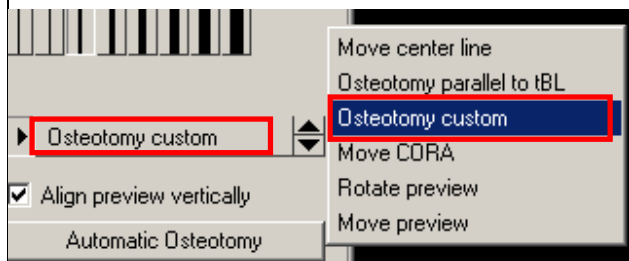 Move center line
Osteotomy parallel to tBL
Osteotomy custom
Move CORA
Rotate preview
Move preview
Osteotomy custom
Align preview vertically
Automatic Osteotomy